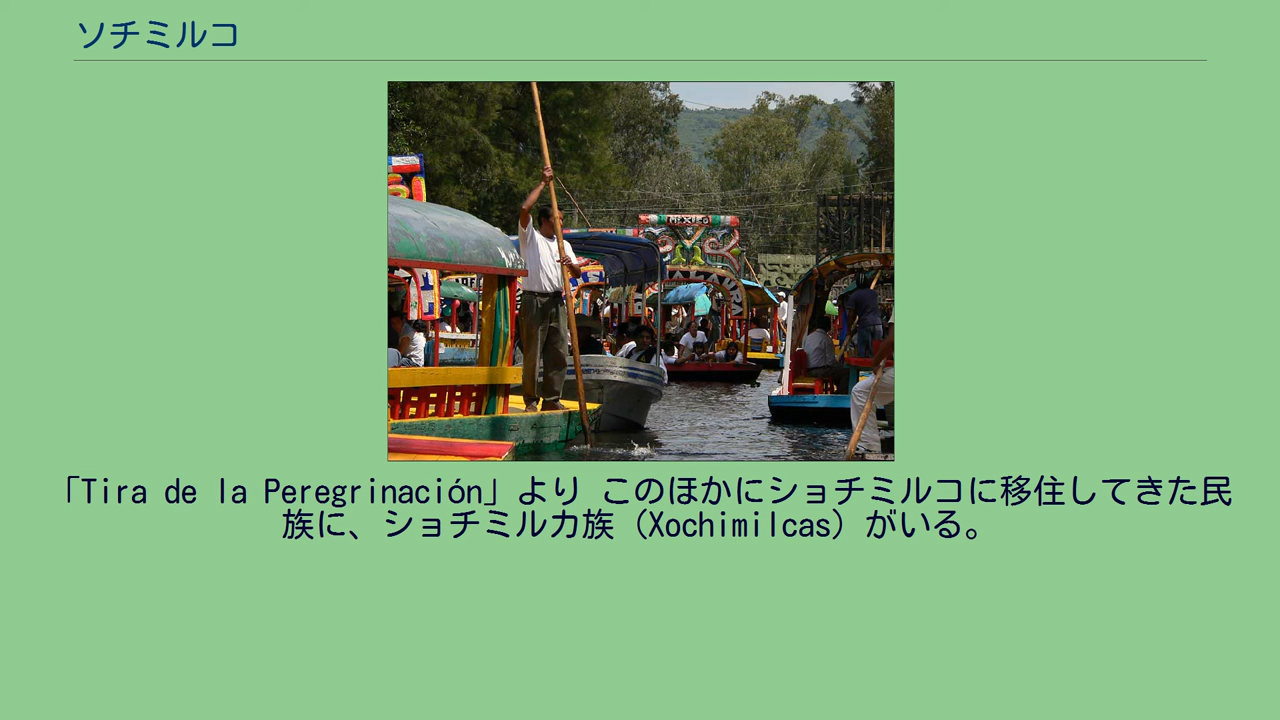 ソチミルコ
MEXICO
「Tira de la Peregrinación」より このほかにショチミルコに移住してきた民
族に、ショチミルカ族（Xochimilcas）がいる。